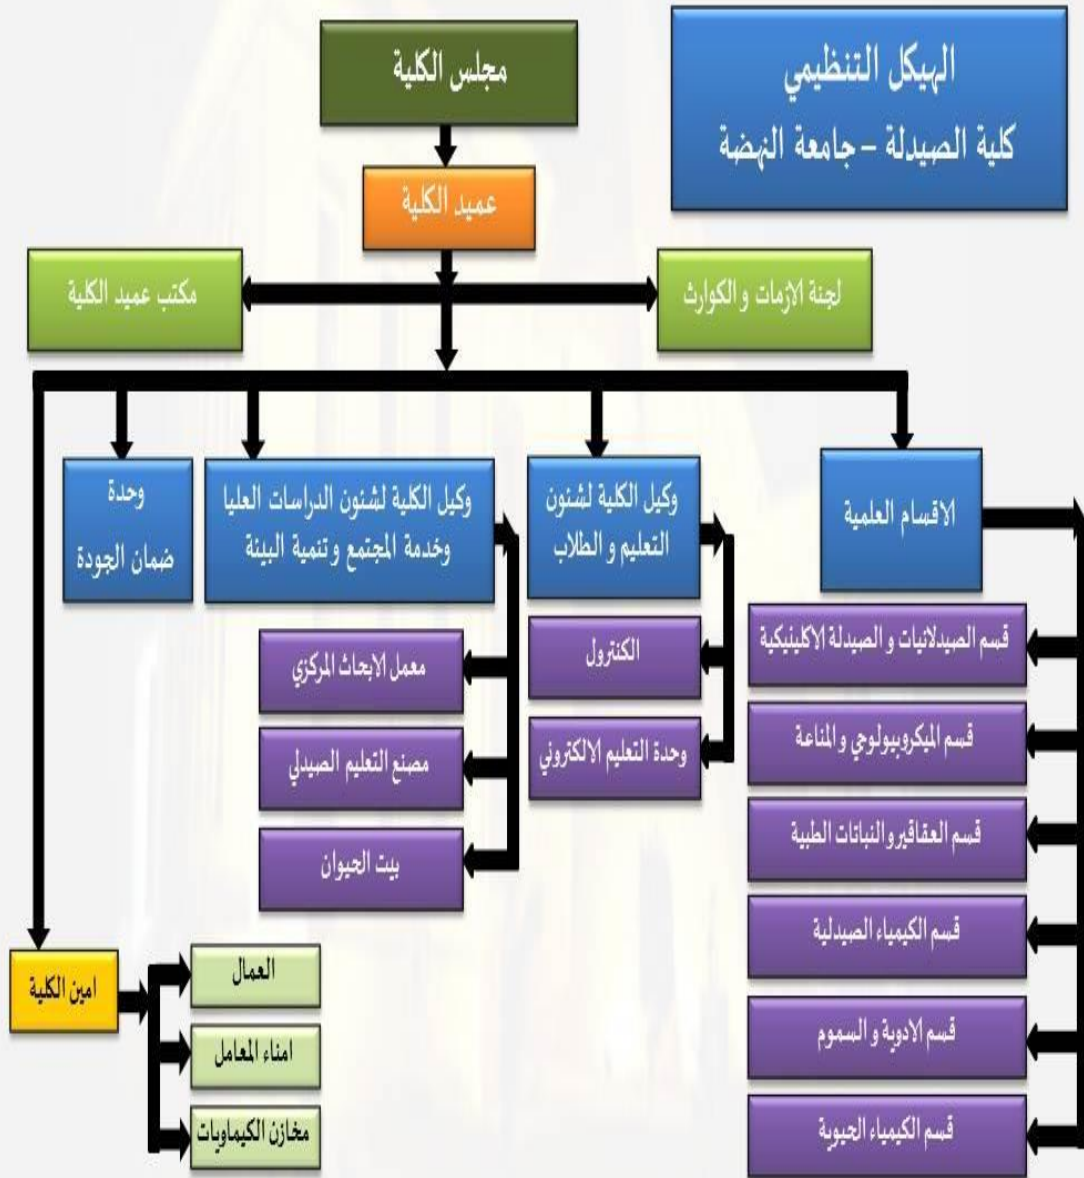 الهيكل التنظيمي
كلية الصيدلة – جامعة النهضة
مجلس الكلية
عميد الكلية
لجنة الازمات و الكوارث
مكتب عميد الكلية
الاقسام العلمية
وكيل الكلية لشئون
التعليم و الطلاب
وكيل الكلية لشئون الدراسات العليا
وخدمة المجتمع و تنمية البيئة
وحدة
ضمان الجودة
قسم الصيدلانيات و الصيدلة الاكلينيكية
قسم الميكروبيولوجي و المناعة
قسم العقاقير و النباتات الطبية
قسم الكيمياء الصيدلية
قسم الادوية و السموم
قسم الكيمياء الحيوية
الكنترول
وحدة التعليم الالكتروني
معمل الابحاث المركزي
مصنع التعليم الصيدلي
بيت الحيوان
امين الكلية
العمال
امناء المعامل
مخازن الكيماويات